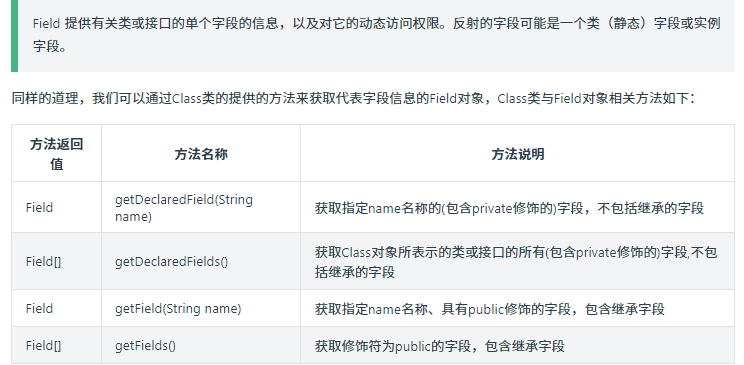 Field 提供有关类或接口的单个字段的信息，以及对它的动态访问权限。反射的字段可能是一个类（静态）字段或实例
字段。
同样的道理，我们可以通过Class类的提供的方法来获取代表字段信息的Field对象，Class类与Field对象相关方法如下：
方法返回
值
方法名称
方法说明
Field
getDeclaredField(String
name)
获取指定name名称的(包含private修饰的)字段，不包括继承的字段
Field[]
getDeclaredFields()
获取Class对象所表示的类或接口的所有(包含private修饰的)字段,不包
括继承的字段
Field
getField(String name)
获取指定name名称、具有public修饰的字段，包含继承字段
Field[]
getFields()
获取修饰符为public的字段，包含继承字段